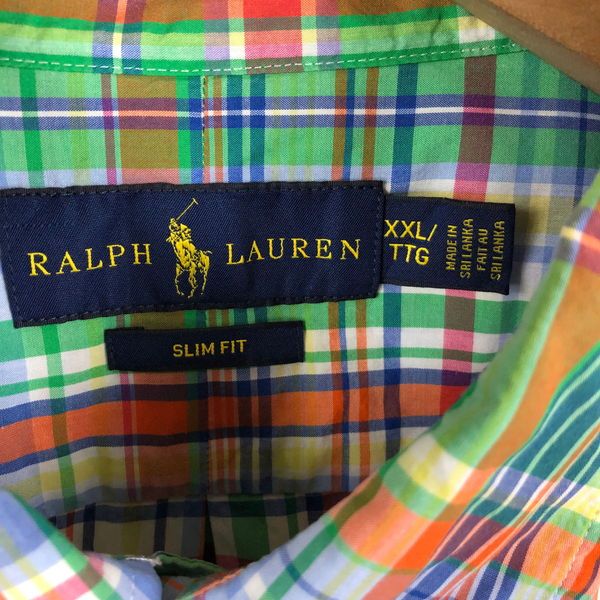 RALPH LAUREN
XXL/
TTG
MADE IN
SRI LANKA
FAIT AU
SRI LANKA
SLIM FIT